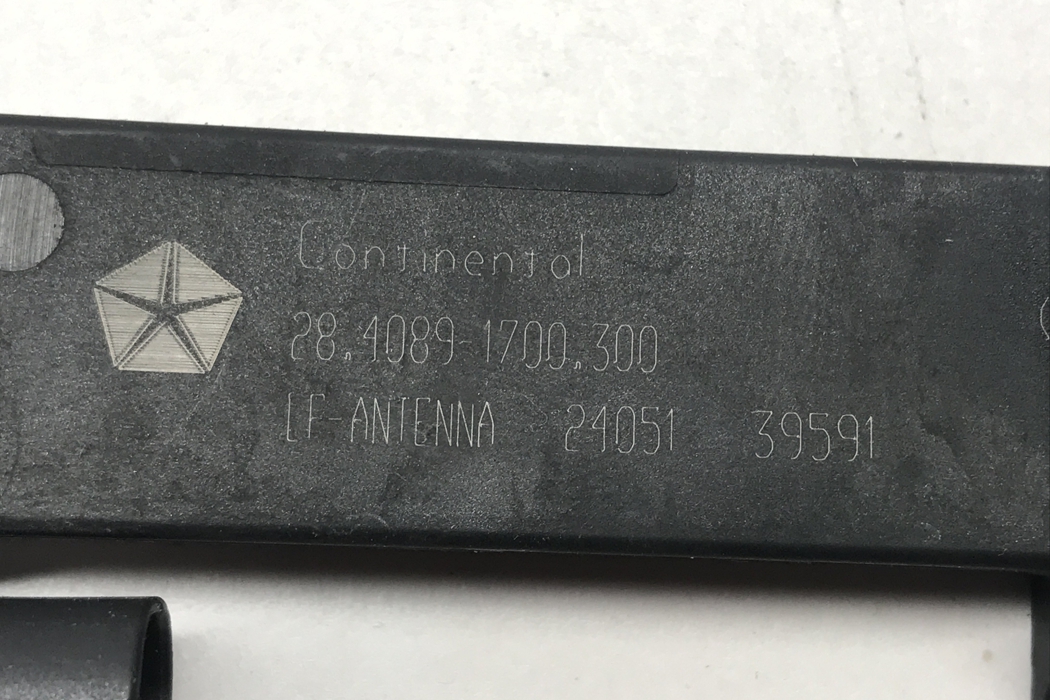 Continental
28.4089-1700.300
LF-ANTENNA 24051 39591